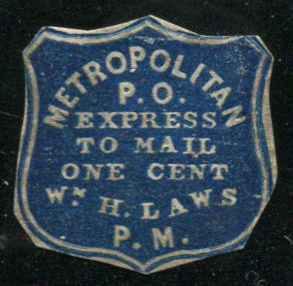 METROPOLITAN
P. O.
EXPRESS
TO MAIL
ONE CENT
Wᴹ H. LAWS
P. M.